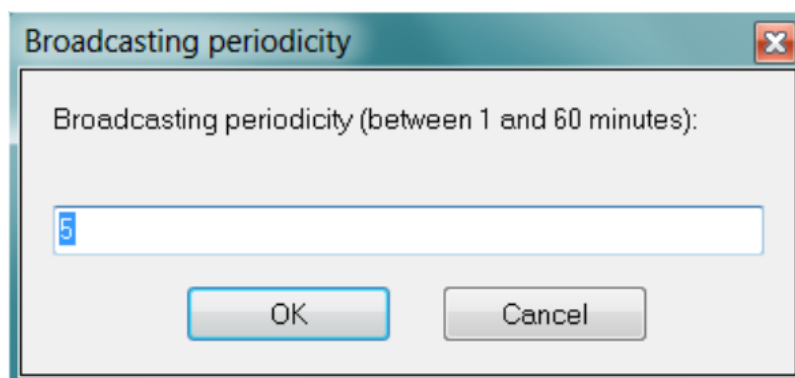 Broadcasting periodicity
Broadcasting periodicity (between 1 and 60 minutes):
5
OK Cancel